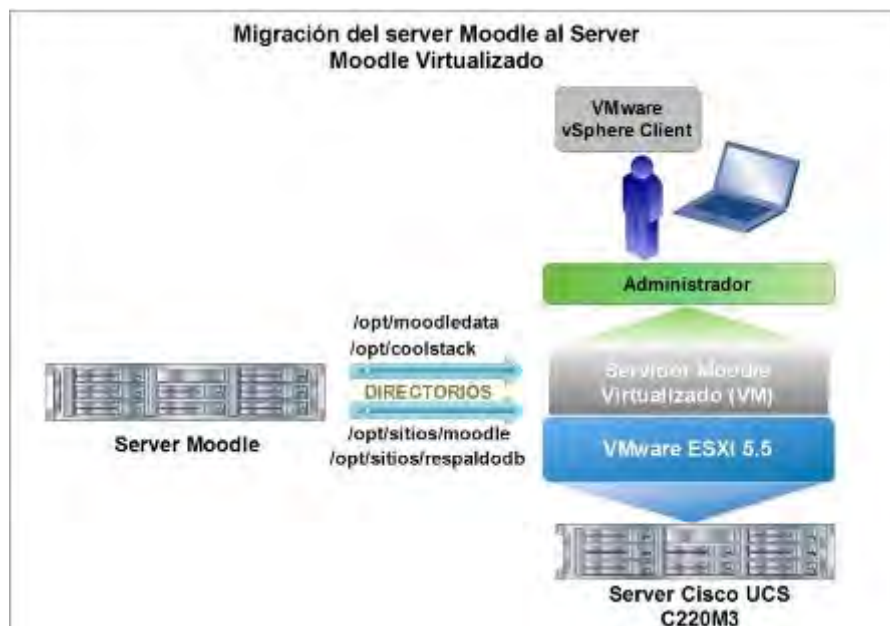 Migración del server Moodle al Server
Moodle Virtualizado
VMware
vSphere Client
Administrador
/opt/moodledata
/opt/coolstack
DIRECTORIOS
/opt/sitios/moodle
/opt/sitios/respaldodb
Server Moodle
Servidor Moodle
Virtualizado (VM)
VMware ESXI 5.5
Server Cisco UCS
C220M3